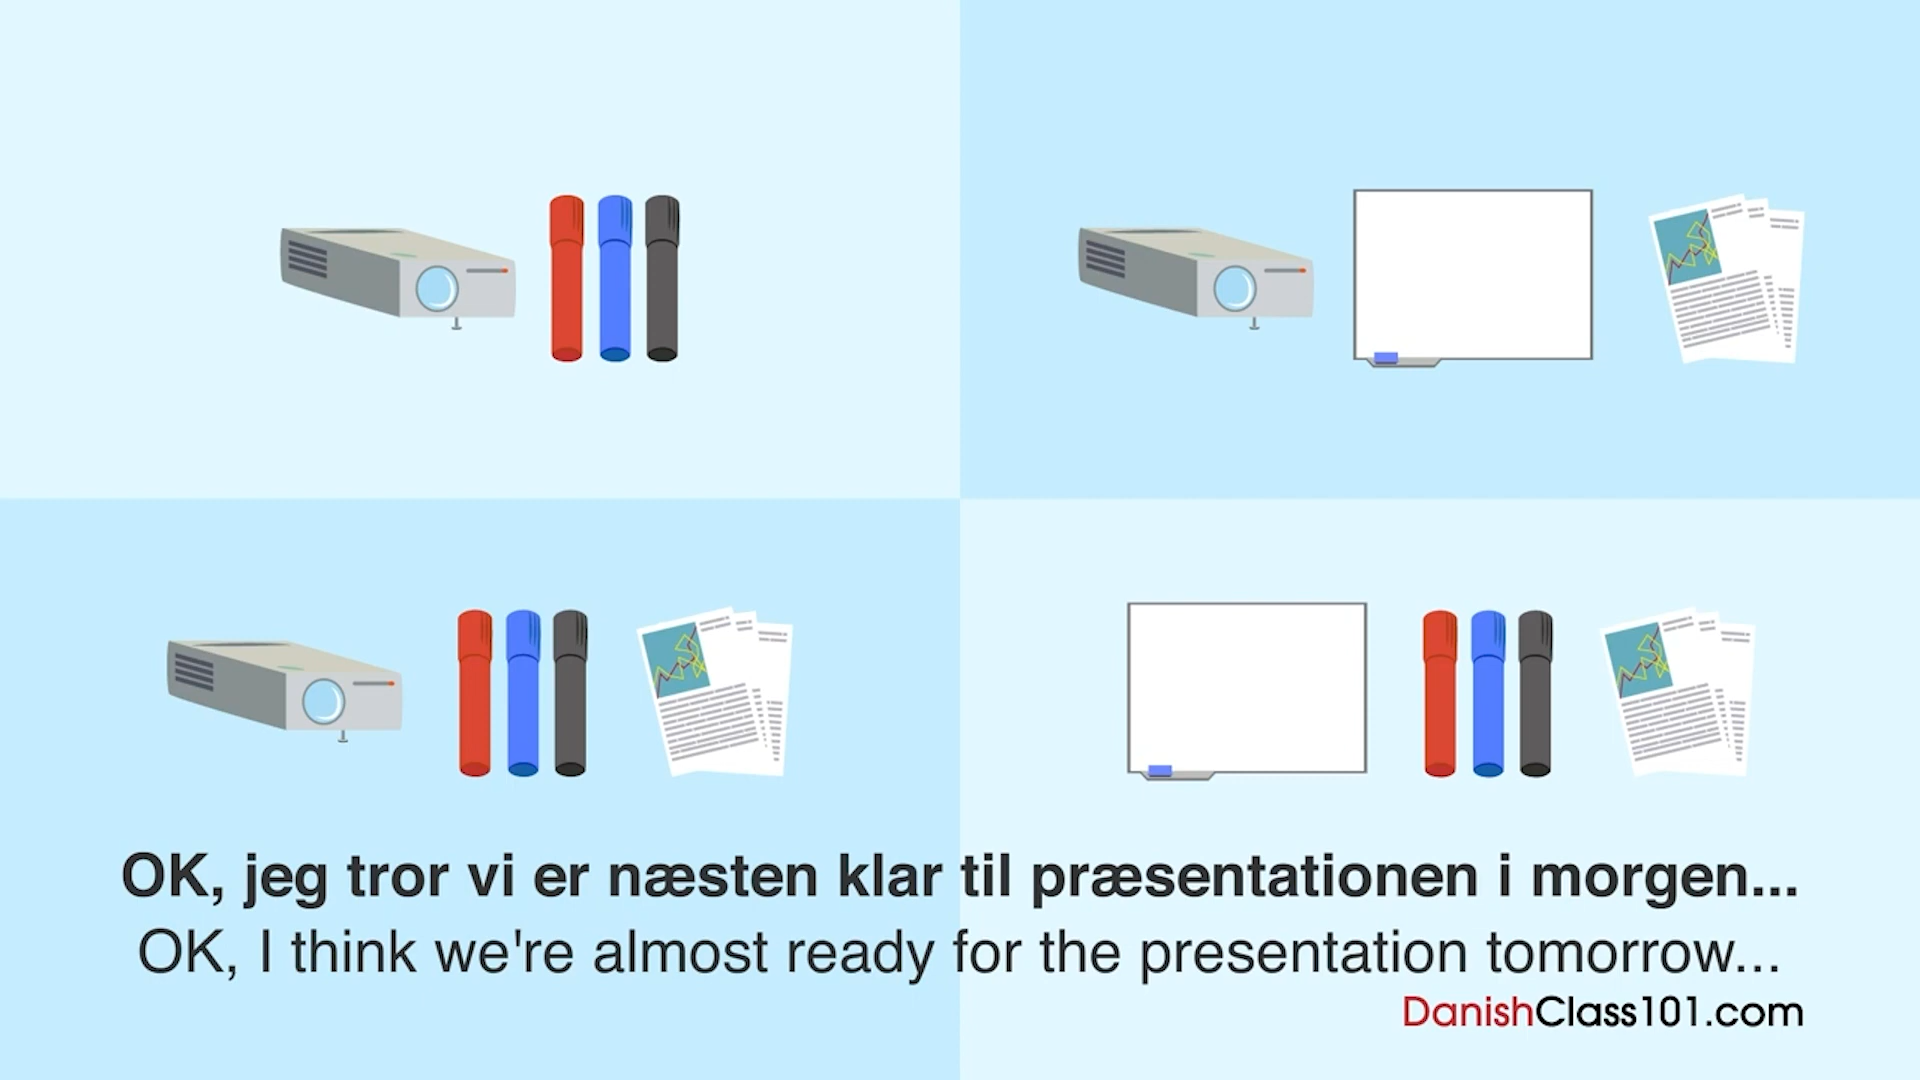 OK, jeg tror vi er næsten klar til præsentationen i morgen...
OK, I think we're almost ready for the presentation tomorrow...
DanishClass101.com